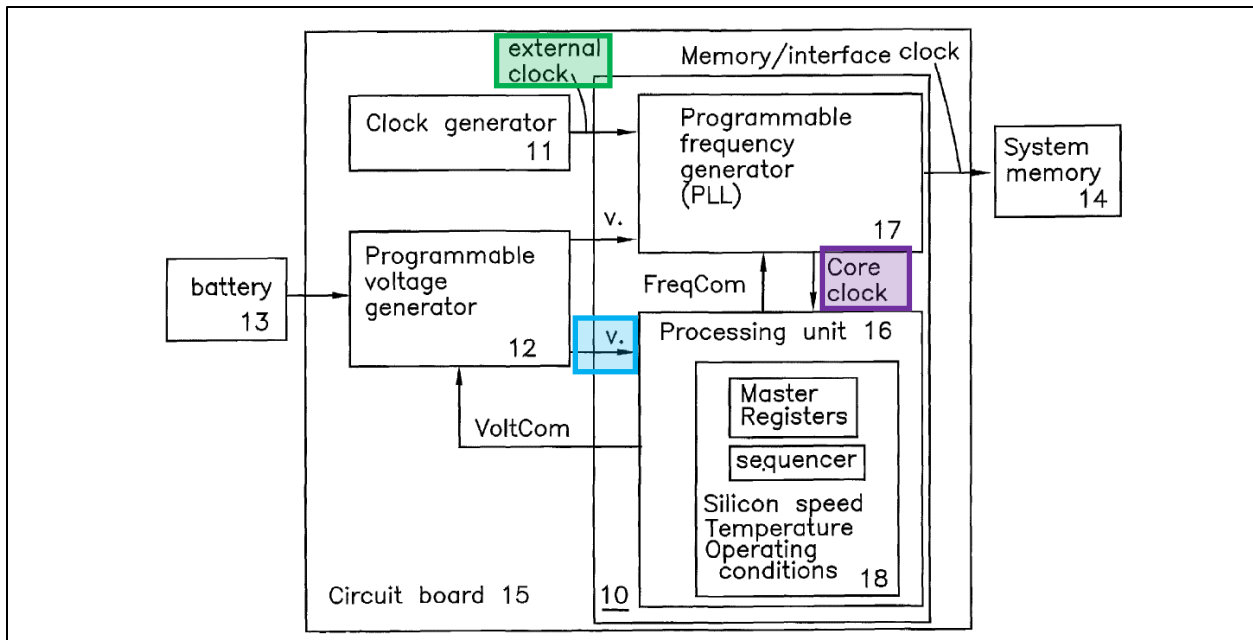 external
clock
Memory/interface clock
Clock generator
11
Programmable
frequency
generator
(PLL)
17
System
memory
14
v.
battery
13
Programmable
voltage
generator
12
v.
FreqCom
Core
clock
VoltCom
Processing unit 16
Master
Registers
sequencer
Silicon speed
Temperature
Operating
conditions
18
Circuit board 15
10